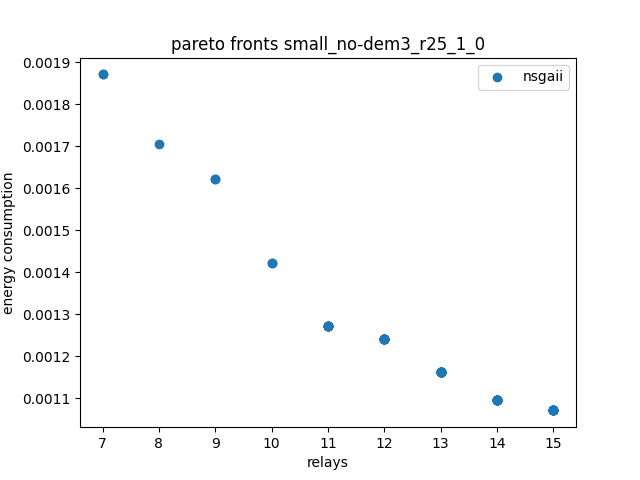 pareto fronts small_no-dem3_r25_1_0
nsgaii
energy consumption
0.0019
0.0018
0.0017
0.0016
0.0015
0.0014
0.0013
0.0012
0.0011
7 8 9 10 11 12 13 14 15
relays